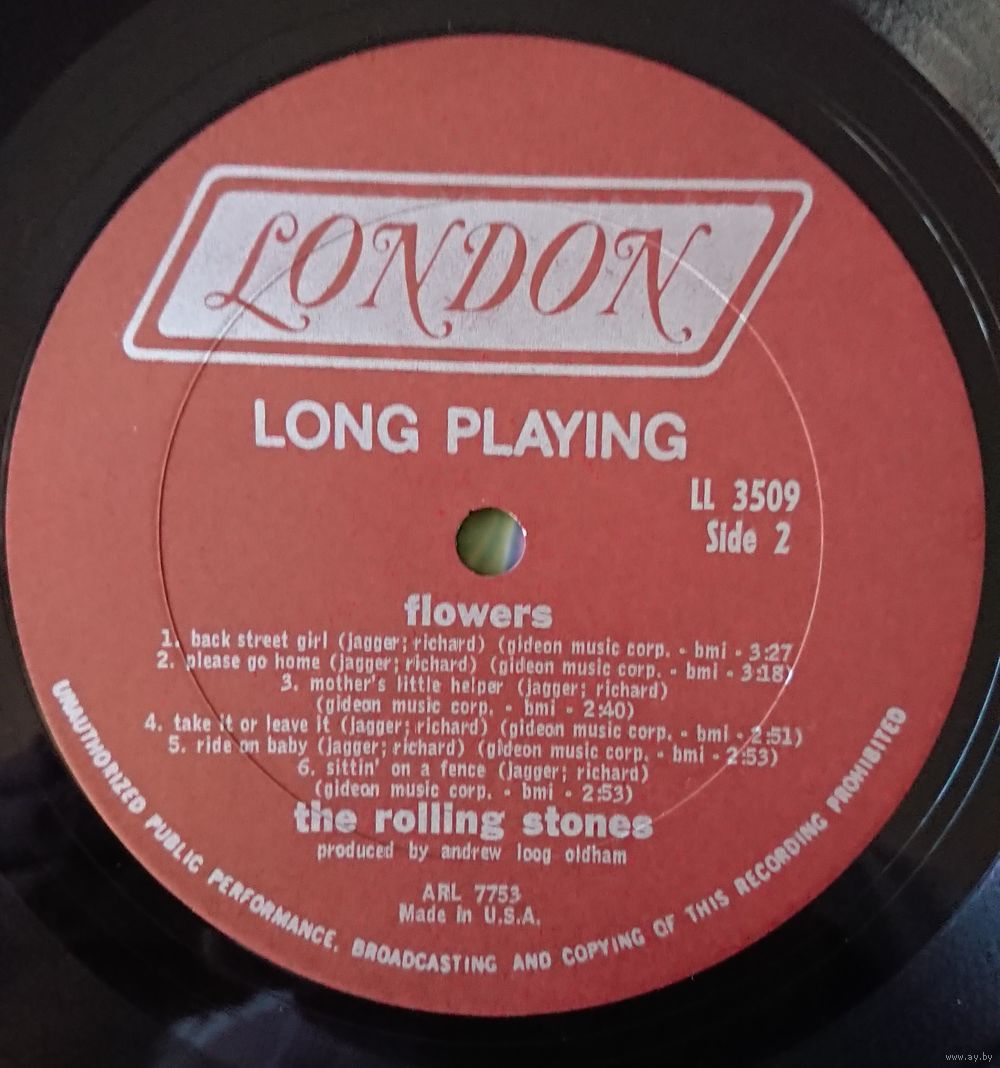 LONDON
LONG PLAYING
LL 3509
Side 2
flowers
1. back street girl (jagger; richard) (gideon music corp. - bmi - 3:27
2. please go home (jagger; richard) (gideon music corp. - bmi - 3:18)
3. mother's little helper (jagger; richard)
(gideon music corp. - bmi - 2:40)
4. take it or leave it (jagger; richard) (gideon music corp. - bmi - 2:51)
5. ride on baby (jagger; richard) (gideon music corp. - bmi - 2:53)
6. sittin' on a fence (jagger; richard)
(gideon music corp. - bmi - 2:53)
the rolling stones
produced by andrew loog oldham
ARL 7753
Made in U.S.A.
UNAUTHORIZED PUBLIC PERFORMANCE, BROADCASTING AND COPYING OF THIS RECORDING PROHIBITED
www.ay.by